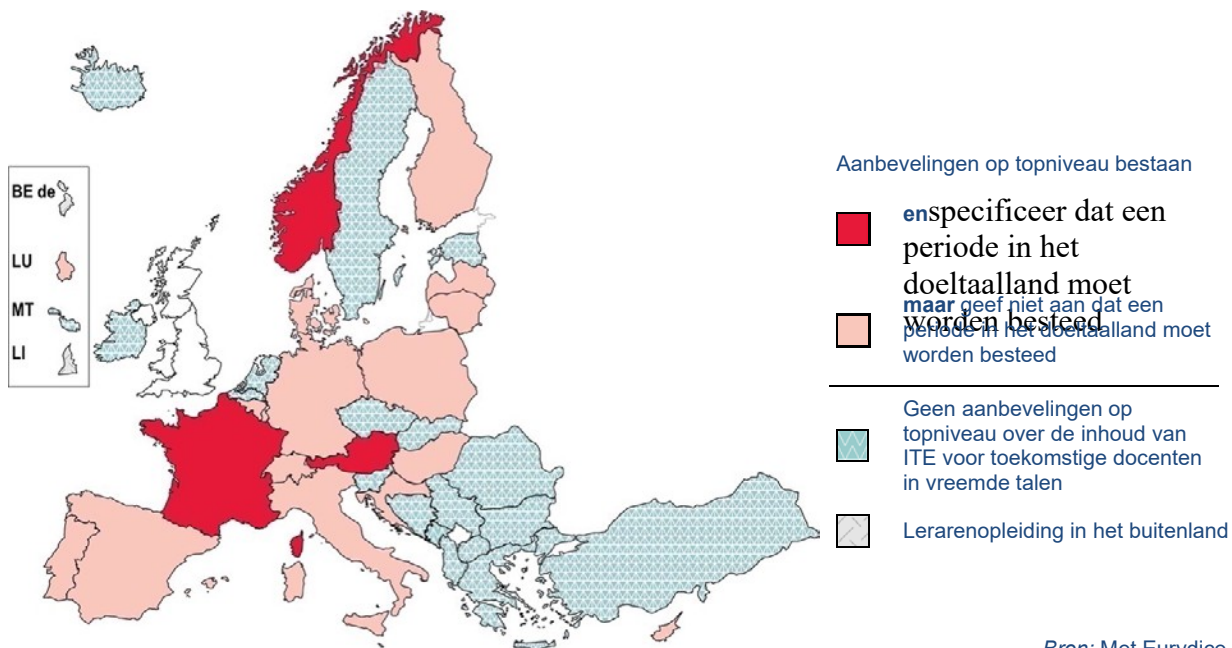 BE de
LU
MT
LI
Aanbevelingen op topniveau bestaan
enspecificeer dat een
periode in het
doeltaalland moet
worden besteed
maar geef niet aan dat een
periode in het doeltaalland moet
worden besteed
Geen aanbevelingen op
topniveau over de inhoud van
ITE voor toekomstige docenten
in vreemde talen
Lerarenopleiding in het buitenland
Bron: Met Eurydice